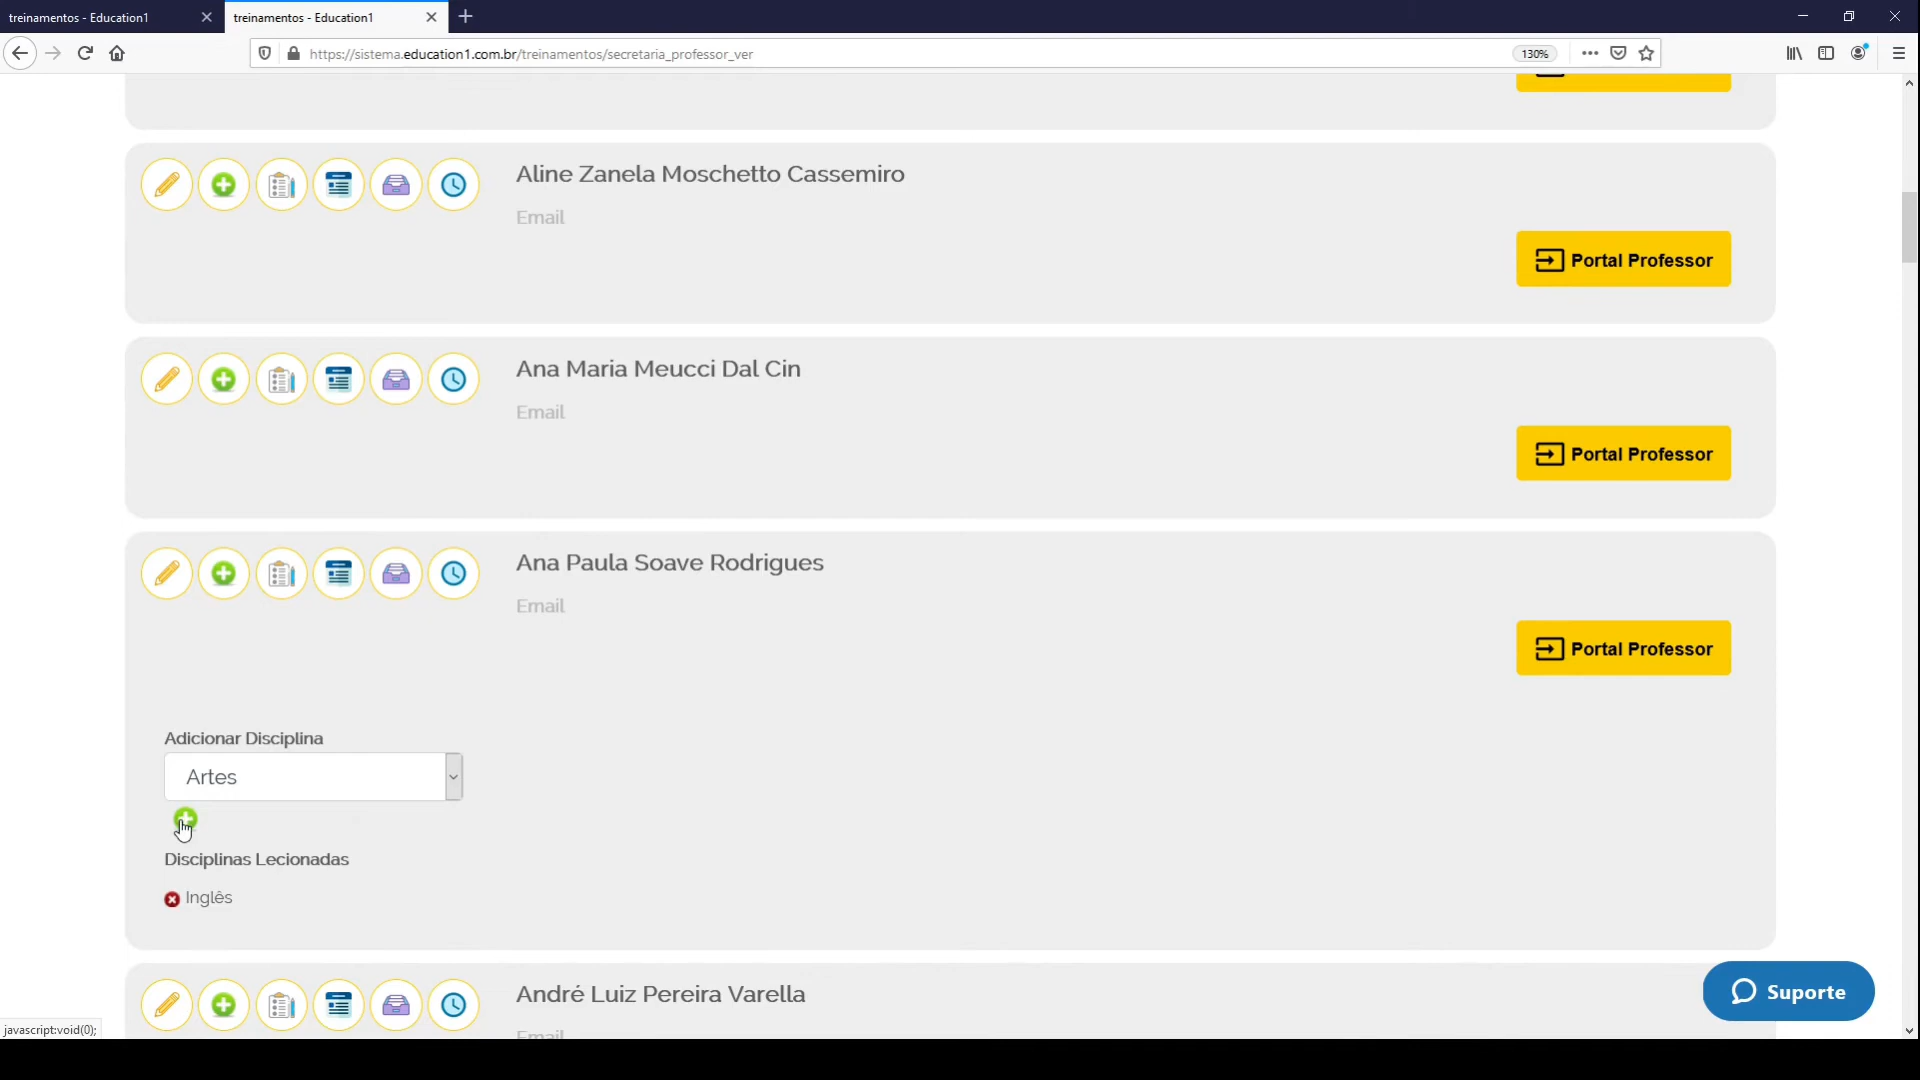 treinamentos - Education1
treinamentos - Education1
https://sistema.education1.com.br/treinamentos/secretaria_professor_ver
130%
Aline Zanela Moschetto Cassemiro
Email
Portal Professor
Ana Maria Meucci Dal Cin
Email
Portal Professor
Ana Paula Soave Rodrigues
Email
Portal Professor
Adicionar Disciplina
Artes
Disciplinas Lecionadas
Inglês
André Luiz Pereira Varella
Email
Suporte
javascript:void(0);